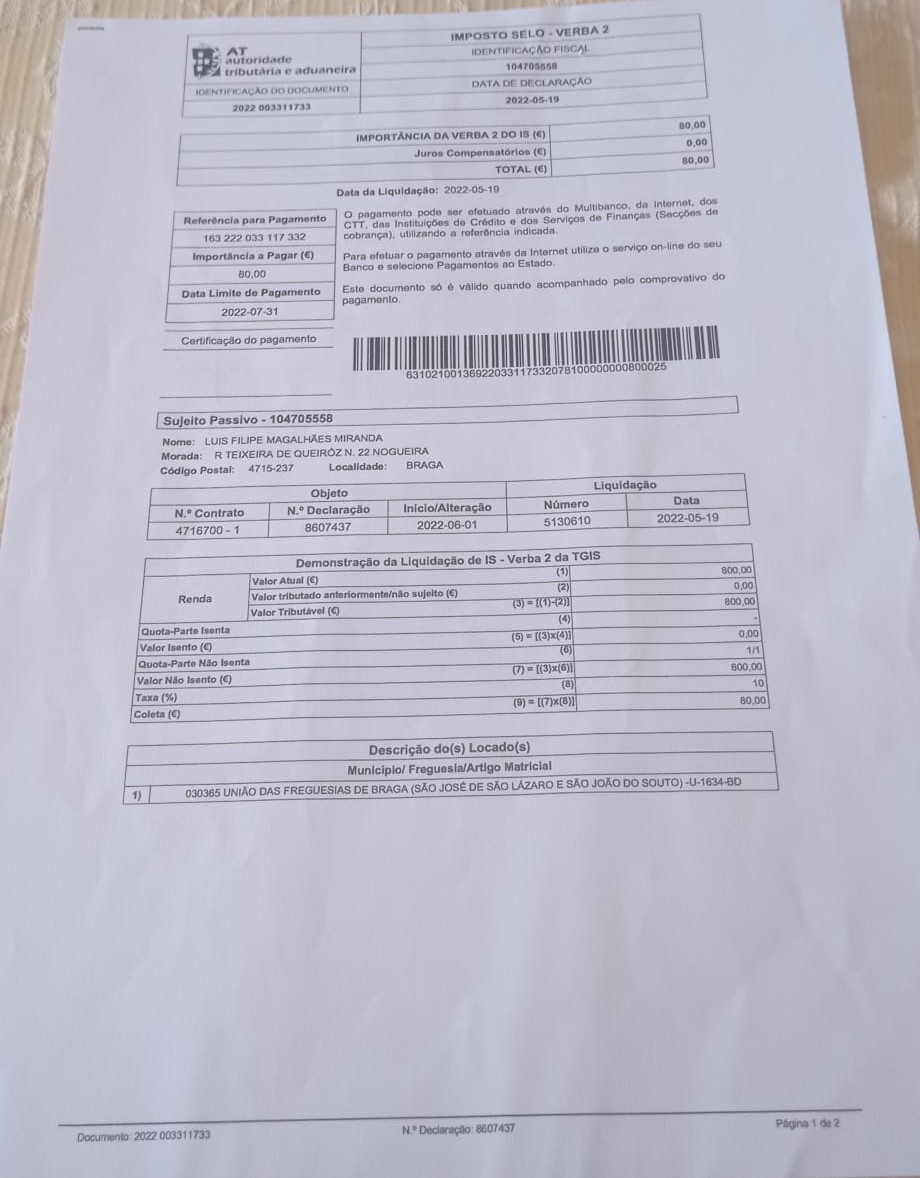 AT
autoridade
tributária e aduaneira
IDENTIFICAÇÃO DO DOCUMENTO
2022 003311733
IMPOSTO SELO - VERBA 2
IDENTIFICAÇÃO FISCAL
104705558
DATA DE DECLARAÇÃO
2022-05-19
IMPORTÂNCIA DA VERBA 2 DO IS (€) 80,00
Juros Compensatórios (€) 0,00
TOTAL (€) 80,00
Data da Liquidação: 2022-05-19
Referência para Pagamento
163 222 033 117 332
Importância a Pagar (€)
80,00
Data Limite de Pagamento
2022-07-31
Certificação do pagamento
O pagamento pode ser efetuado através do Multibanco, da Internet, dos
CTT, das Instituições de Crédito e dos Serviços de Finanças (Secções de
cobrança), utilizando a referência indicada.
Para efetuar o pagamento através da Internet utilize o serviço on-line do seu
Banco e selecione Pagamentos ao Estado.
Este documento só é válido quando acompanhado pelo comprovativo do
pagamento.
63102100136922033117332078100000000800025
Sujeito Passivo - 104705558
Nome: LUIS FILIPE MAGALHÃES MIRANDA
Morada: R TEIXEIRA DE QUEIRÓZ N. 22 NOGUEIRA
Código Postal: 4715-237 Localidade: BRAGA
Objeto Liquidação
N.º Contrato N.º Declaração Inicio/Alteração Número Data
4716700 - 1 8607437 2022-06-01 5130610 2022-05-19
Demonstração da Liquidação de IS - Verba 2 da TGIS
Renda
Valor Atual (€) (1) 800,00
Valor tributado anteriormente/não sujeito (€) (2) 0,00
Valor Tributável (€) (3) = [(1)-(2)] 800,00
Quota-Parte Isenta (4) -
Valor Isento (€) (5) = [(3)x(4)] 0,00
Quota-Parte Não Isenta (6) 1/1
Valor Não Isento (€) (7) = [(3)x(6)] 800,00
Taxa (%) (8) 10
Coleta (€) (9) = [(7)x(8)] 80,00
Descrição do(s) Locado(s)
Municipio/ Freguesia/Artigo Matricial
1) 030365 UNIÃO DAS FREGUESIAS DE BRAGA (SÃO JOSÉ DE SÃO LÁZARO E SÃO JOÃO DO SOUTO) -U-1634-BD
Documento: 2022 003311733 N.º Declaração: 8607437 Página 1 de 2